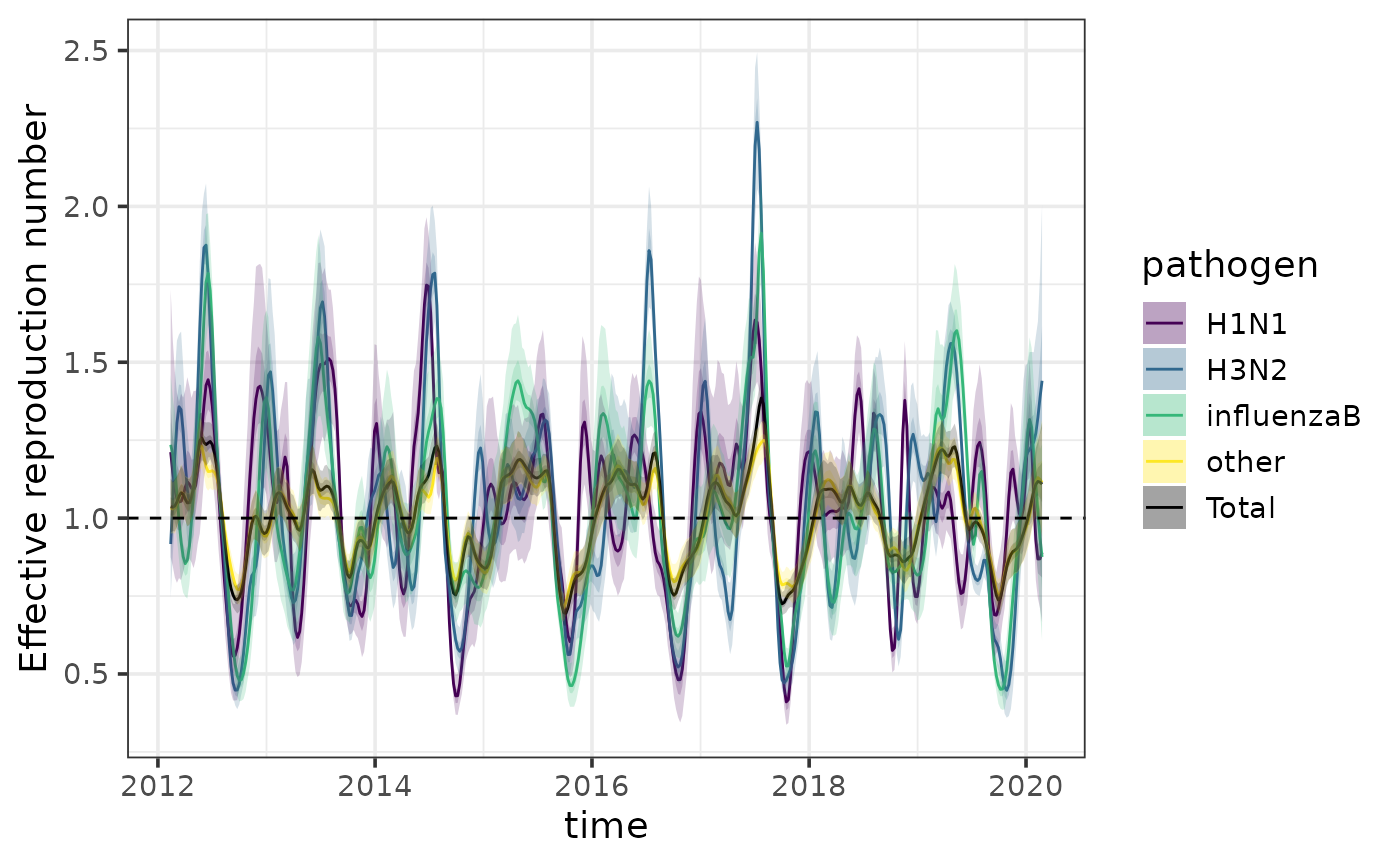 Effective reproduction number
2.5
2.0
1.5
1.0
0.5
2012
2014
2016
2018
2020
time
pathogen
H1N1
H3N2
influenzaB
other
Total